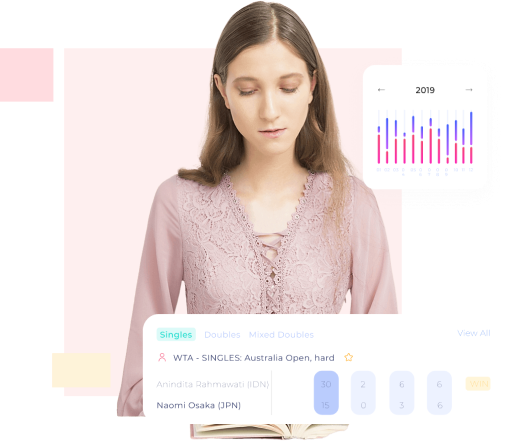 ← 2019 →
Singles Doubles Mixed Doubles View All
WTA - SINGLES: Australia Open, hard
Anindita Rahmawati (IDN) 30 2 6 6
Naomi Osaka (JPN) 15 0 3 6